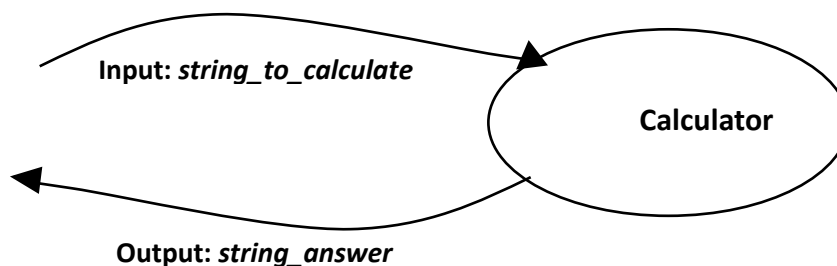 Input: string_to_calculate
Calculator
Output: string_answer